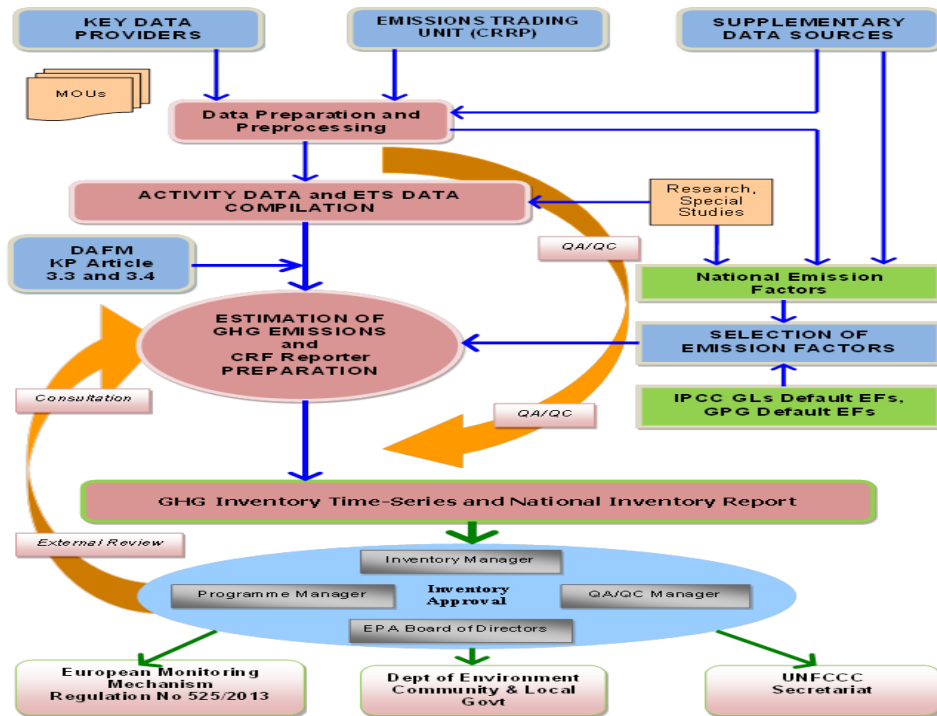 KEY DATA
PROVIDERS
EMISSIONS TRADING
UNIT (CRRP)
SUPPLEMENTARY
DATA SOURCES
MOUs
Data Preparation and
Preprocessing
ACTIVITY DATA and ETS DATA
COMPILATION
Research,
Special
Studies
QA/QC
DAFM
KP Article
3.3 and 3.4
National Emission
Factors
ESTIMATION OF
GHG EMISSIONS
and
CRF Reporter
PREPARATION
SELECTION OF
EMISSION FACTORS
Consultation
QA/QC
IPCC GLs Default EFs,
GPG Default EFs
GHG Inventory Time-Series and National Inventory Report
External Review
Inventory Manager
Programme Manager
Inventory
Approval
QA/QC Manager
EPA Board of Directors
European Monitoring
Mechanism
Regulation No 525/2013
Dept of Environment
Community & Local
Govt
UNFCCC
Secretariat